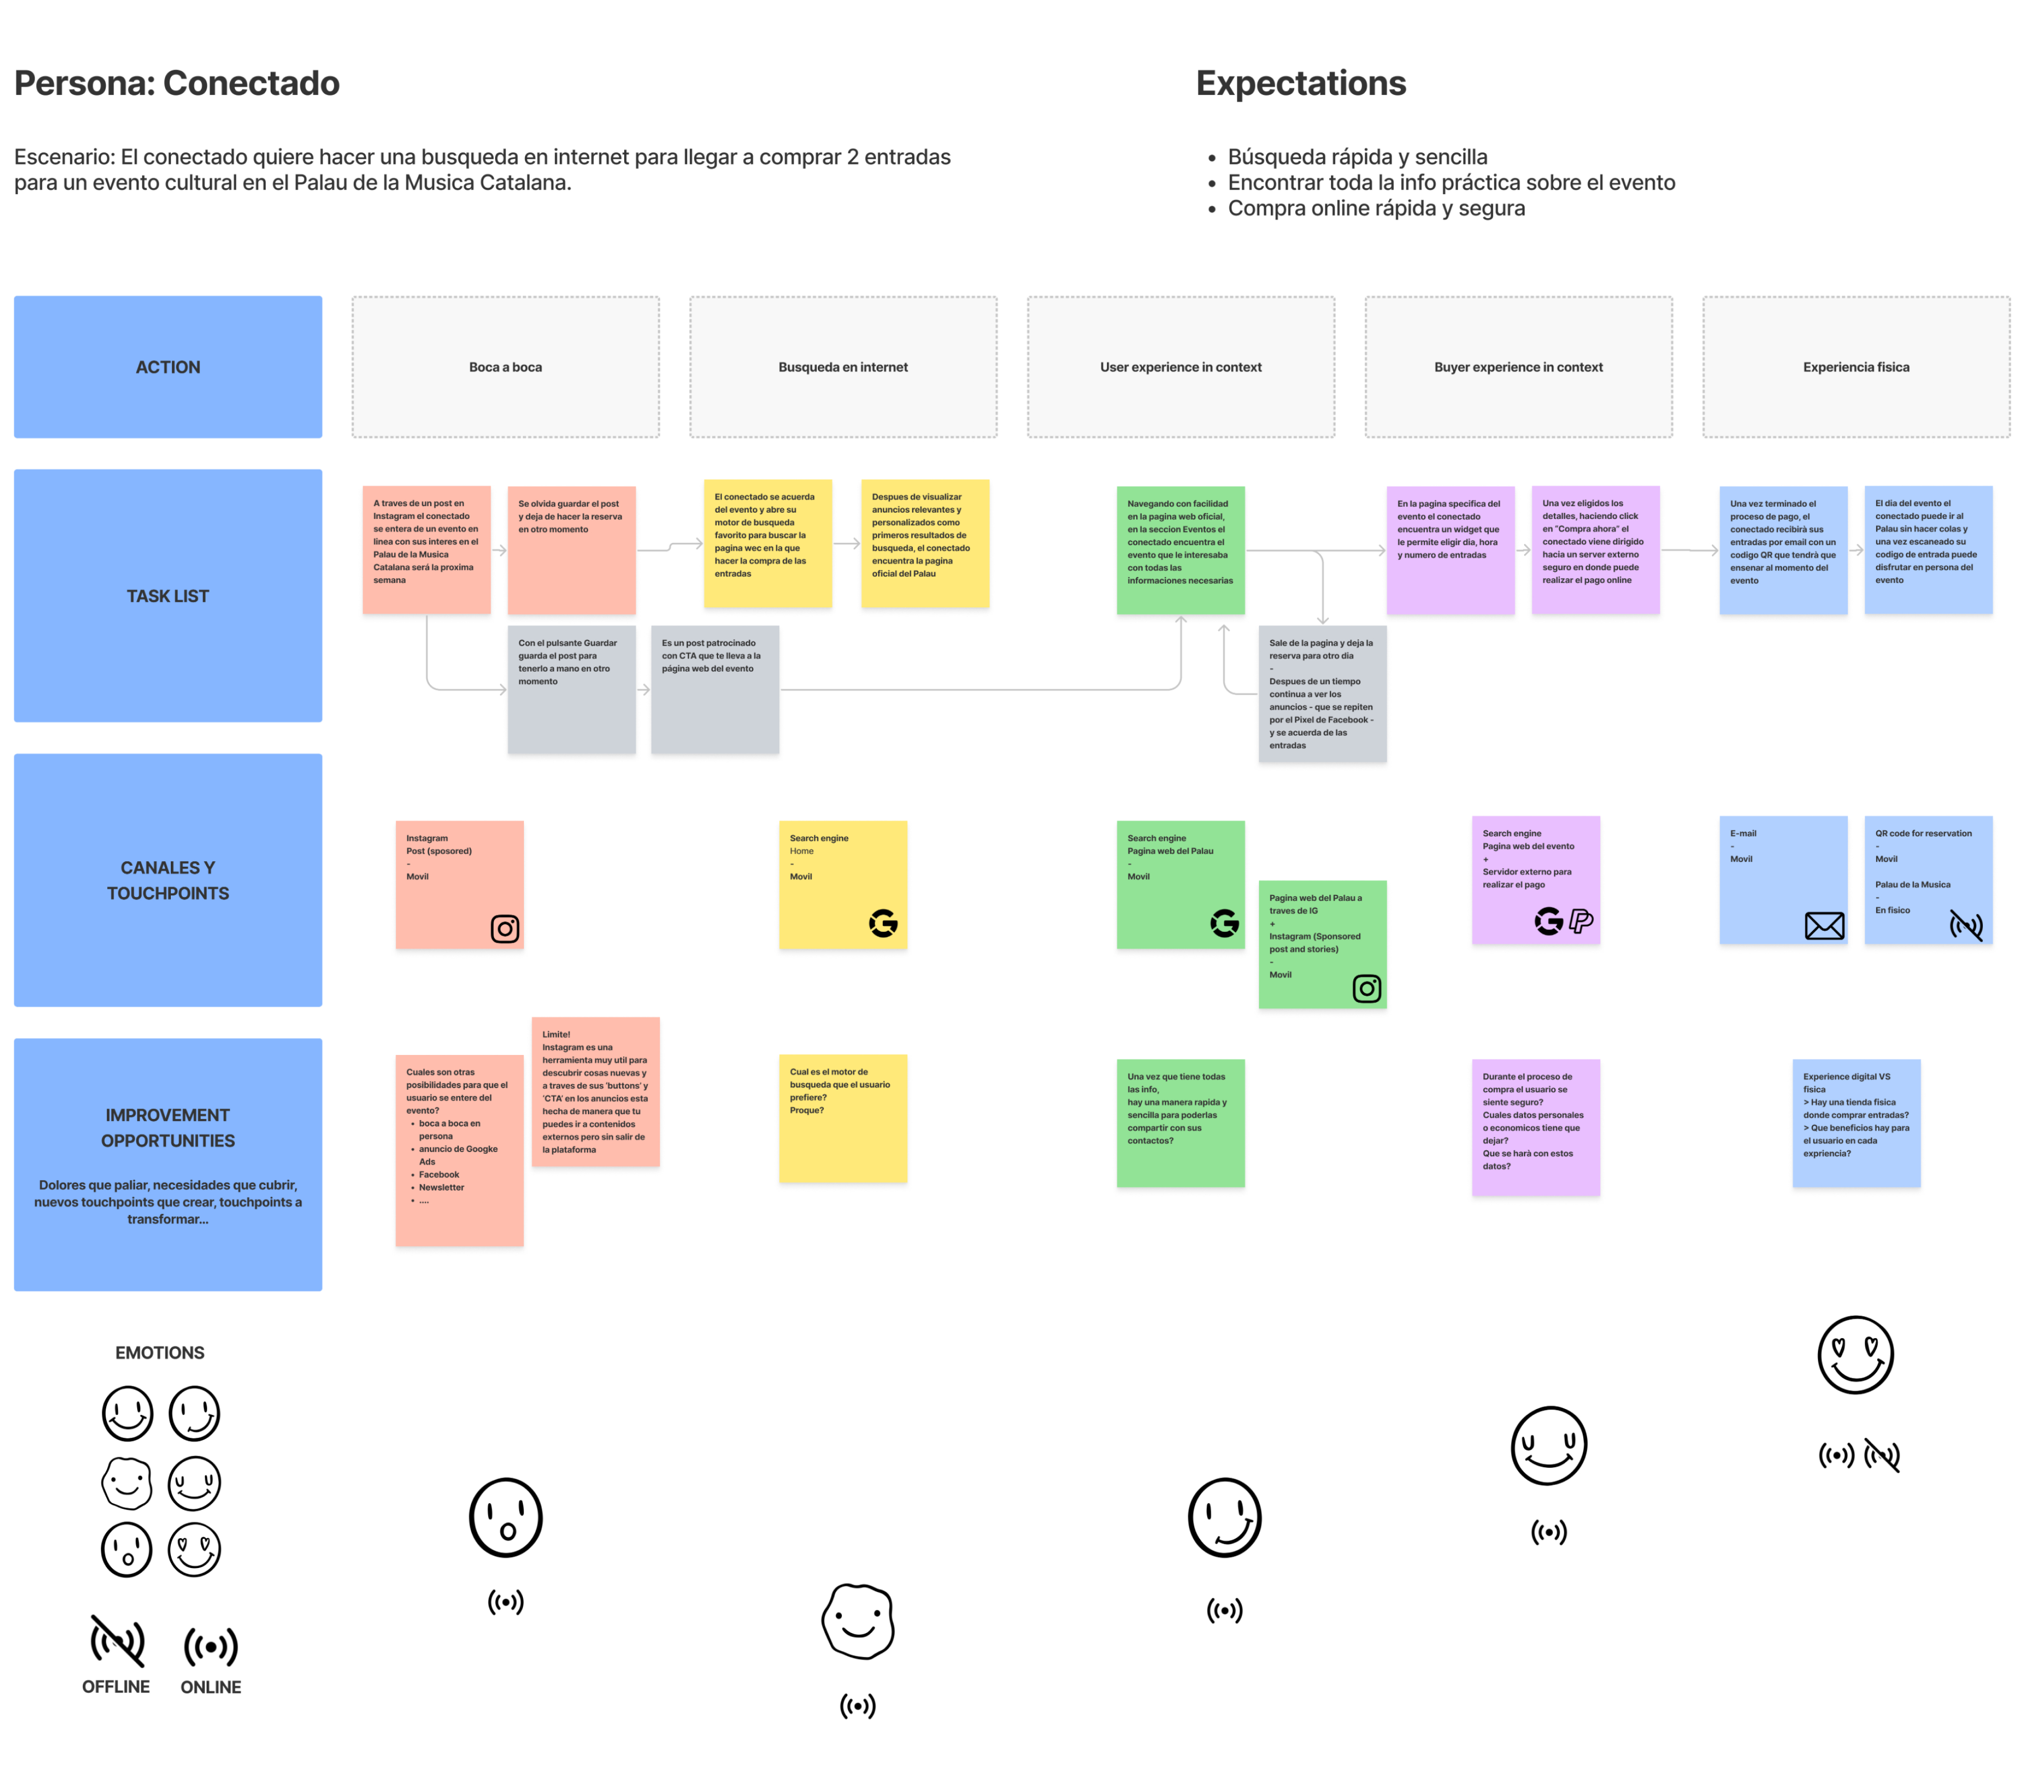 Persona: Conectado
Expectations
Escenario: El conectado quiere hacer una busqueda en internet para llegar a comprar 2 entradas
para un evento cultural en el Palau de la Musica Catalana.
• Búsqueda rápida y sencilla
• Encontrar toda la info práctica sobre el evento
• Compra online rápida y segura
ACTION
Boca a boca
Busqueda en internet
User experience in context
Buyer experience in context
Experiencia fisica
TASK LIST
A traves de un post en
Instagram el conectado
se entera de un evento en
linea con sus interes en el
Palau de la Musica
Catalana será la proxima
semana
Se olvida guardar el post
y deja de hacer la reserva
en otro momento
El conectado se acuerda
del evento y abre su
motor de busqueda
favorito para buscar la
pagina wec en la que
hacer la compra de las
entradas
Despues de visualizar
anuncios relevantes y
personalizados como
primeros resultados de
busqueda, el conectado
encuentra la pagina
oficial del Palau
Navegando con facilidad
en la pagina web oficial,
en la seccion Eventos el
conectado encuentra el
evento que le interesaba
con todas las
informaciones necesarias
En la pagina specifica del
evento el conectado
encuentra un widget que
le permite eligir dia, hora
y numero de entradas
Una vez eligidos los
detalles, haciendo click
en "Compra ahora" el
conectado viene dirigido
hacia un server externo
seguro en donde puede
realizar el pago online
Una vez terminado el
proceso de pago, el
conectado recibirà sus
entradas por email con un
codigo QR que tendrà que
ensenar al momento del
evento
El dia del evento el
conectado puede ir al
Palau sin hacer colas y
una vez escaneado su
codigo de entrada puede
disfrutar en persona del
evento
Con el pulsante Guardar
guarda el post para
tenerlo a mano en otro
momento
Es un post patrocinado
con CTA que te lleva a la
página web del evento
Sale de la pagina y deja la
reserva para otro dia
-
Despues de un tiempo
continua a ver los
anuncios - que se repiten
por el Pixel de Facebook -
y se acuerda de las
entradas
CANALES Y
TOUCHPOINTS
Instagram
Post (sposored)
-
Movil
Search engine
Home
-
Movil
Search engine
Pagina web del Palau
-
Movil
Pagina web del Palau a
traves de IG
+
Instagram (Sponsored
post and stories)
-
Movil
Search engine
Pagina web del evento
+
Servidor externo para
realizar el pago
E-mail
-
Movil
QR code for reservation
-
Movil
Palau de la Musica
-
En fisico
IMPROVEMENT
OPPORTUNITIES
Dolores que paliar, necesidades que cubrir,
nuevos touchpoints que crear, touchpoints a
transformar...
Cuales son otras
posibilidades para que el
usuario se entere del
evento?
• boca a boca en
persona
• anuncio de Googke
Ads
• Facebook
• Newsletter
• ....
Limite!
Instagram es una
herramienta muy util para
descubrir cosas nuevas y
a traves de sus 'buttons' y
'CTA' en los anuncios esta
hecha de manera que tu
puedes ir a contenidos
externos pero sin salir de
la plataforma
Cual es el motor de
busqueda que el usuario
prefiere?
Proque?
Una vez que tiene todas
las info,
hay una manera rapida y
sencilla para poderlas
compartir con sus
contactos?
Durante el proceso de
compra el usuario se
siente seguro?
Cuales datos personales
o economicos tiene que
dejar?
Que se harà con estos
datos?
Experience digital VS
fisica
> Hay una tienda fisica
donde comprar entradas?
> Que beneficios hay para
el usuario en cada
expriencia?
EMOTIONS
OFFLINE
ONLINE